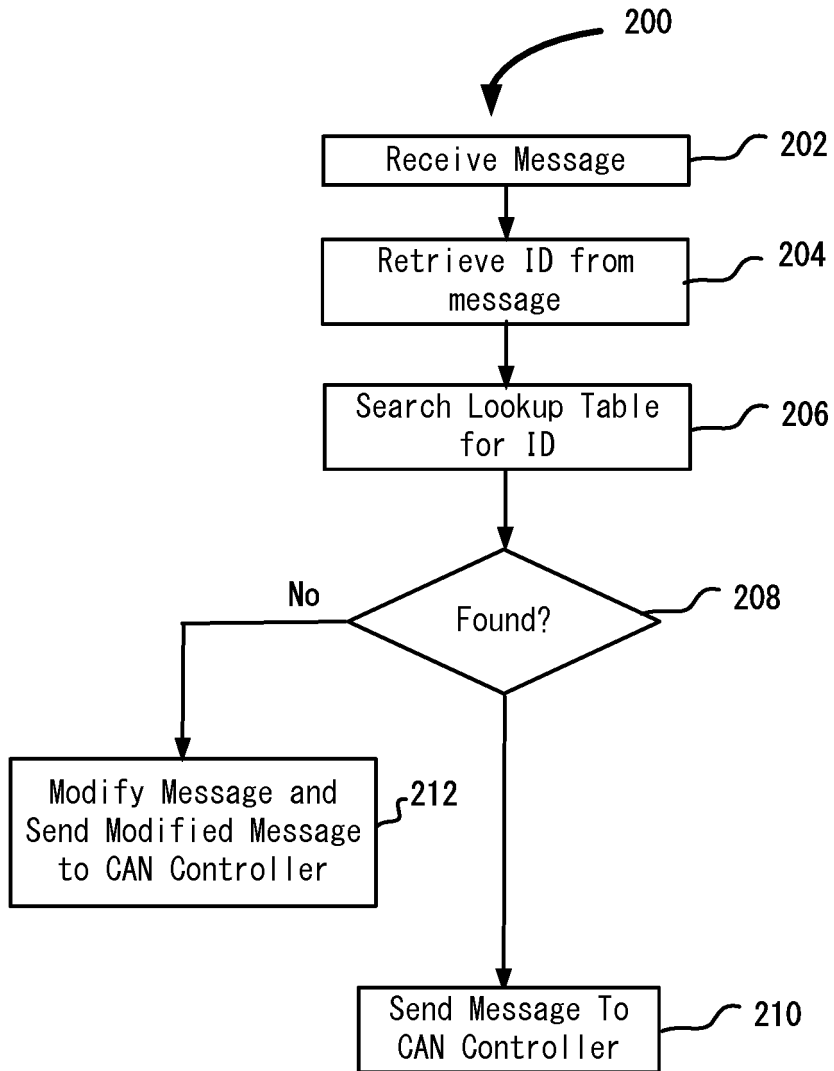 200
Receive Message
202
Retrieve ID from
message
204
Search Lookup Table
for ID
206
No
Found?
208
Modify Message and
Send Modified Message
to CAN Controller
212
Send Message To
CAN Controller
210